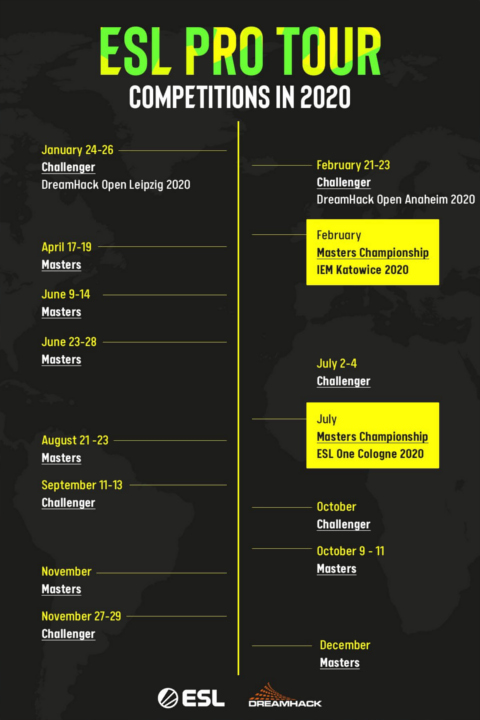 ESL PRO TOUR
COMPETITIONS IN 2020
January 24-26
Challenger
DreamHack Open Leipzig 2020
February 21-23
Challenger
DreamHack Open Anaheim 2020
February
Masters Championship
IEM Katowice 2020
April 17-19
Masters
June 9-14
Masters
June 23-28
Masters
July 2-4
Challenger
July
Masters Championship
ESL One Cologne 2020
August 21 -23
Masters
September 11-13
Challenger
October
Challenger
October 9 - 11
Masters
November
Masters
November 27-29
Challenger
December
Masters
ESL
DREAMHACK